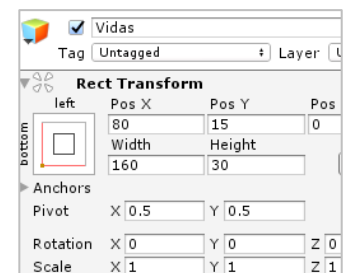 Vidas
Tag Untagged Layer
Rect Transform
left Pos X Pos Y Pos
80 15 0
bottom
Width Height
160 30
Anchors
Pivot X 0.5 Y 0.5
Rotation X 0 Y 0 Z 0
Scale X 1 Y 1 Z 1